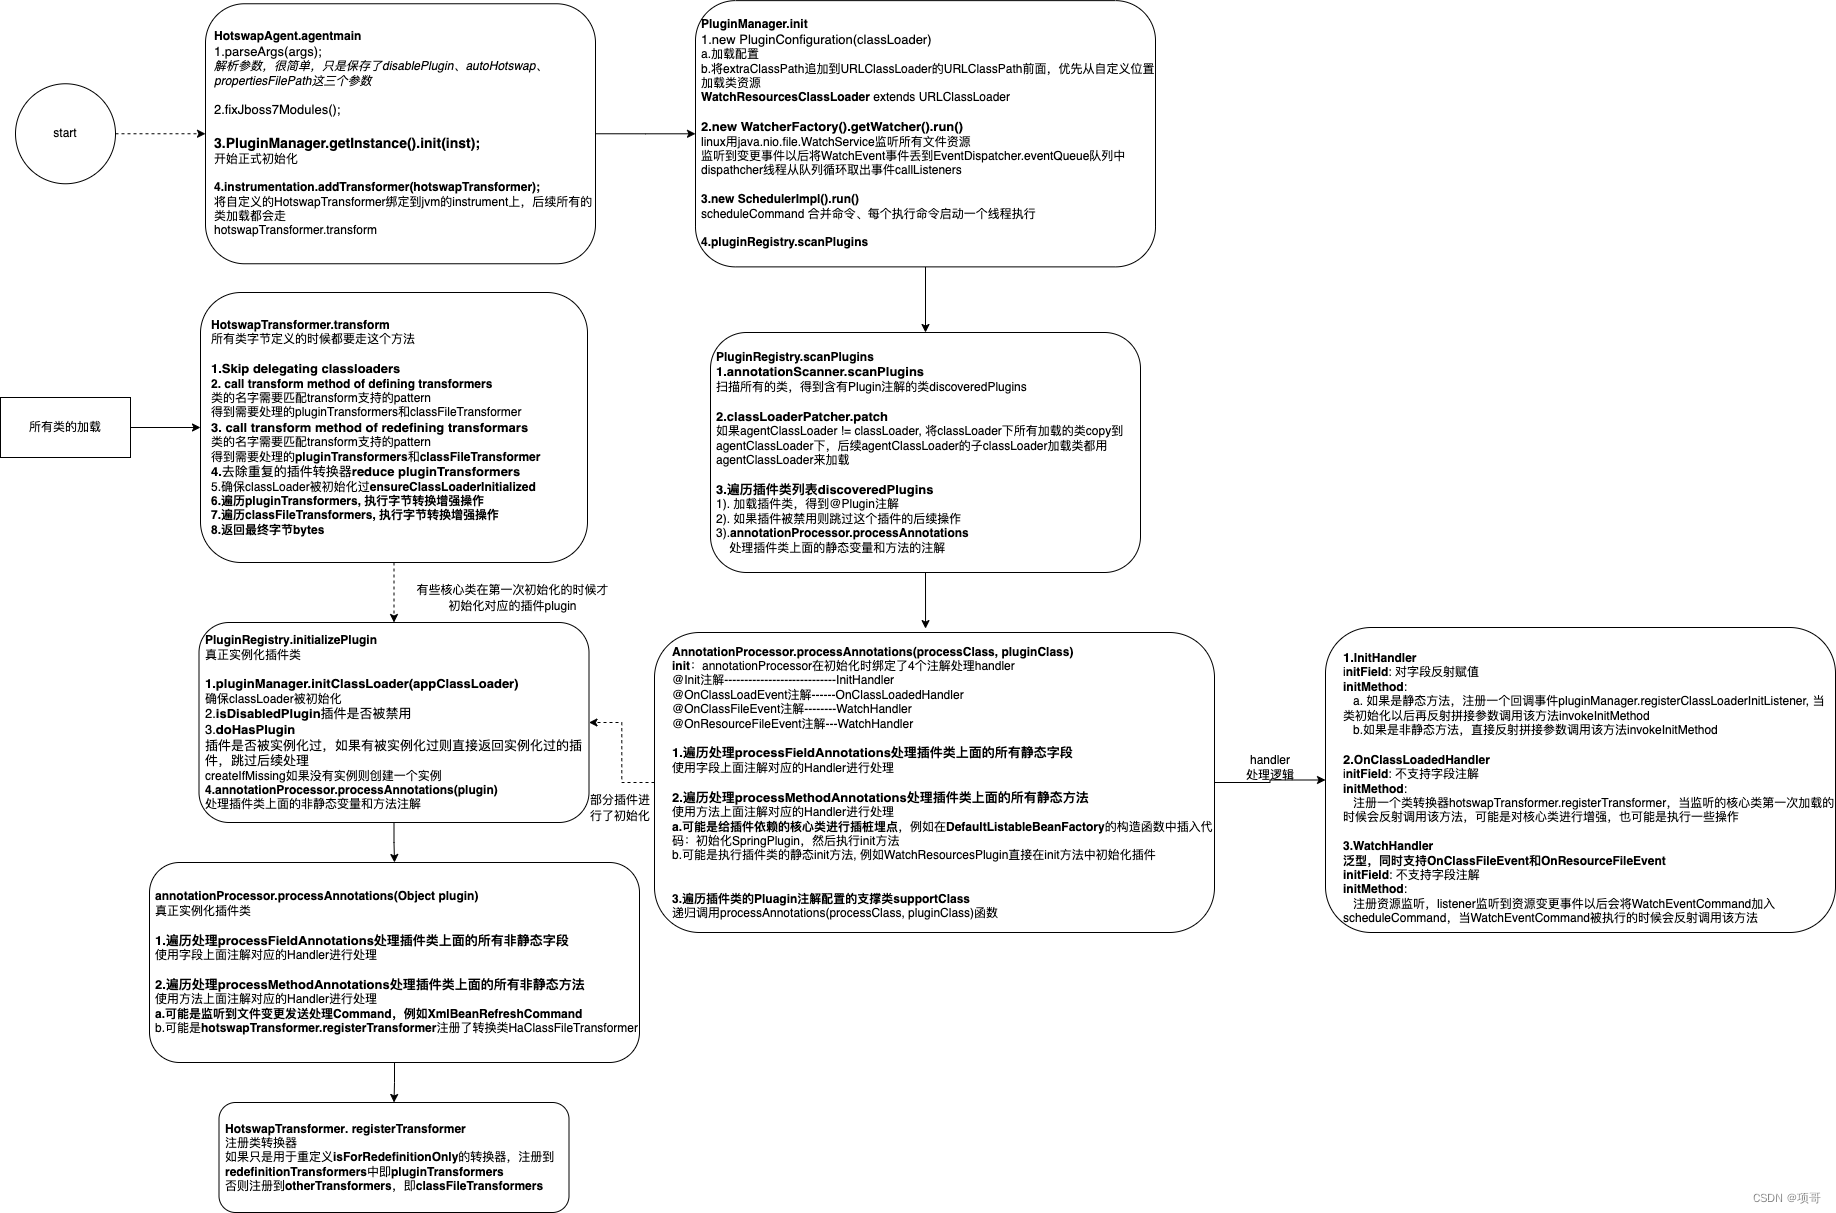 start
HotswapAgent.agentmain
1.parseArgs(args);
解析参数，很简单，只是保存了disablePlugin、autoHotswap、
propertiesFilePath这三个参数
2.fixJboss7Modules();
3.PluginManager.getInstance().init(inst);
开始正式初始化
4.instrumentation.addTransformer(hotswapTransformer);
将自定义的HotswapTransformer绑定到jvm的instrument上，后续所有的
类加载都会走
hotswapTransformer.transform
PluginManager.init
1.new PluginConfiguration(classLoader)
a.加载配置
b.将extraClassPath追加到URLClassLoader的URLClassPath前面，优先从自定义位置
加载类资源
WatchResourcesClassLoader extends URLClassLoader
2.new WatcherFactory().getWatcher().run()
linux用java.nio.file.WatchService监听所有文件资源
监听到变更事件以后将WatchEvent事件丢到EventDispatcher.eventQueue队列中
dispathcher线程从队列循环取出事件callListeners
3.new SchedulerImpl().run()
scheduleCommand 合并命令、每个执行命令启动一个线程执行
4.pluginRegistry.scanPlugins
所有类的加载
HotswapTransformer.transform
所有类字节定义的时候都要走这个方法
1.Skip delegating classloaders
2. call transform method of defining transformers
类的名字需要匹配transform支持的pattern
得到需要处理的pluginTransformers和classFileTransformer
3. call transform method of redefining transformars
类的名字需要匹配transform支持的pattern
得到需要处理的pluginTransformers和classFileTransformer
4.去除重复的插件转换器reduce pluginTransformers
5.确保classLoader被初始化过ensureClassLoaderInitialized
6.遍历pluginTransformers, 执行字节转换增强操作
7.遍历classFileTransformers, 执行字节转换增强操作
8.返回最终字节bytes
PluginRegistry.scanPlugins
1.annotationScanner.scanPlugins
扫描所有的类，得到含有Plugin注解的类discoveredPlugins
2.classLoaderPatcher.patch
如果agentClassLoader != classLoader, 将classLoader下所有加载的类copy到
agentClassLoader下，后续agentClassLoader的子classLoader加载类都用
agentClassLoader来加载
3.遍历插件类列表discoveredPlugins
1). 加载插件类，得到@Plugin注解
2). 如果插件被禁用则跳过这个插件的后续操作
3).annotationProcessor.processAnnotations
处理插件类上面的静态变量和方法的注解
有些核心类在第一次初始化的时候才
初始化对应的插件plugin
PluginRegistry.initializePlugin
真正实例化插件类
1.pluginManager.initClassLoader(appClassLoader)
确保classLoader被初始化
2.isDisabledPlugin插件是否被禁用
3.doHasPlugin
插件是否被实例化过，如果有被实例化过则直接返回实例化过的插
件，跳过后续处理
createIfMissing如果没有实例则创建一个实例
4.annotationProcessor.processAnnotations(plugin)
处理插件类上面的非静态变量和方法注解
部分插件进
行了初始化
AnnotationProcessor.processAnnotations(processClass, pluginClass)
init：annotationProcessor在初始化时绑定了4个注解处理handler
@Init注解----------------------------InitHandler
@OnClassLoadEvent注解------OnClassLoadedHandler
@OnClassFileEvent注解--------WatchHandler
@OnResourceFileEvent注解---WatchHandler
1.遍历处理processFieldAnnotations处理插件类上面的所有静态字段
使用字段上面注解对应的Handler进行处理
2.遍历处理processMethodAnnotations处理插件类上面的所有静态方法
使用方法上面注解对应的Handler进行处理
a.可能是给插件依赖的核心类进行插桩埋点，例如在DefaultListableBeanFactory的构造函数中插入代
码：初始化SpringPlugin，然后执行init方法
b.可能是执行插件类的静态init方法, 例如WatchResourcesPlugin直接在init方法中初始化插件
3.遍历插件类的Pluagin注解配置的支撑类supportClass
递归调用processAnnotations(processClass, pluginClass)函数
handler
处理逻辑
1.InitHandler
initField: 对字段反射赋值
initMethod:
a. 如果是静态方法，注册一个回调事件pluginManager.registerClassLoaderInitListener, 当
类初始化以后再反射拼接参数调用该方法invokeInitMethod
b.如果是非静态方法，直接反射拼接参数调用该方法invokeInitMethod
2.OnClassLoadedHandler
initField: 不支持字段注解
initMethod:
注册一个类转换器hotswapTransformer.registerTransformer，当监听的核心类第一次加载的
时候会反射调用该方法，可能是对核心类进行增强，也可能是执行一些操作
3.WatchHandler
泛型，同时支持OnClassFileEvent和OnResourceFileEvent
initField: 不支持字段注解
initMethod:
注册资源监听，listener监听到资源变更事件以后会将WatchEventCommand加入
scheduleCommand，当WatchEventCommand被执行的时候会反射调用该方法
annotationProcessor.processAnnotations(Object plugin)
真正实例化插件类
1.遍历处理processFieldAnnotations处理插件类上面的所有非静态字段
使用字段上面注解对应的Handler进行处理
2.遍历处理processMethodAnnotations处理插件类上面的所有非静态方法
使用方法上面注解对应的Handler进行处理
a.可能是监听到文件变更发送处理Command，例如XmlBeanRefreshCommand
b.可能是hotswapTransformer.registerTransformer注册了转换类HaClassFileTransformer
HotswapTransformer. registerTransformer
注册类转换器
如果只是用于重定义isForRedefinitionOnly的转换器，注册到
redefinitionTransformers中即pluginTransformers
否则注册到otherTransformers，即classFileTransformers
CSDN @项哥